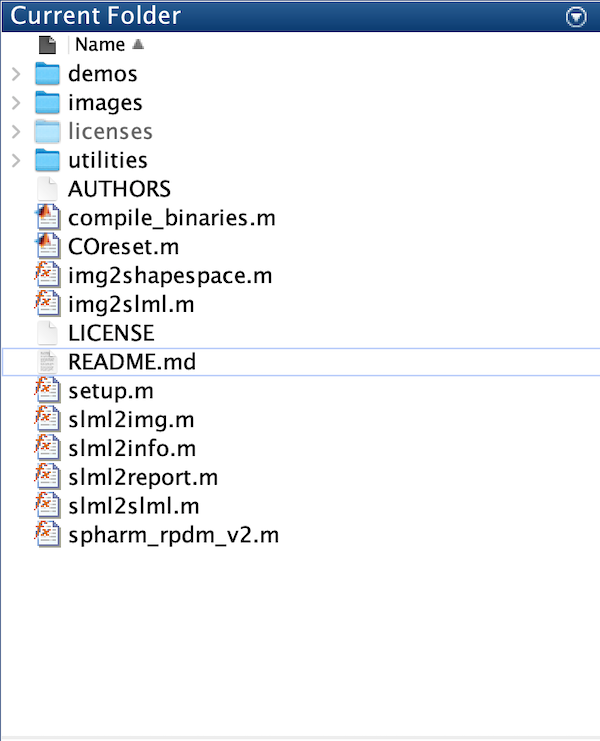 Current Folder
Name
demos
images
licenses
utilities
AUTHORS
compile_binaries.m
COreset.m
img2shapespace.m
img2slml.m
LICENSE
README.md
setup.m
slml2img.m
slml2info.m
slml2report.m
slml2slml.m
spharm_rpdm_v2.m